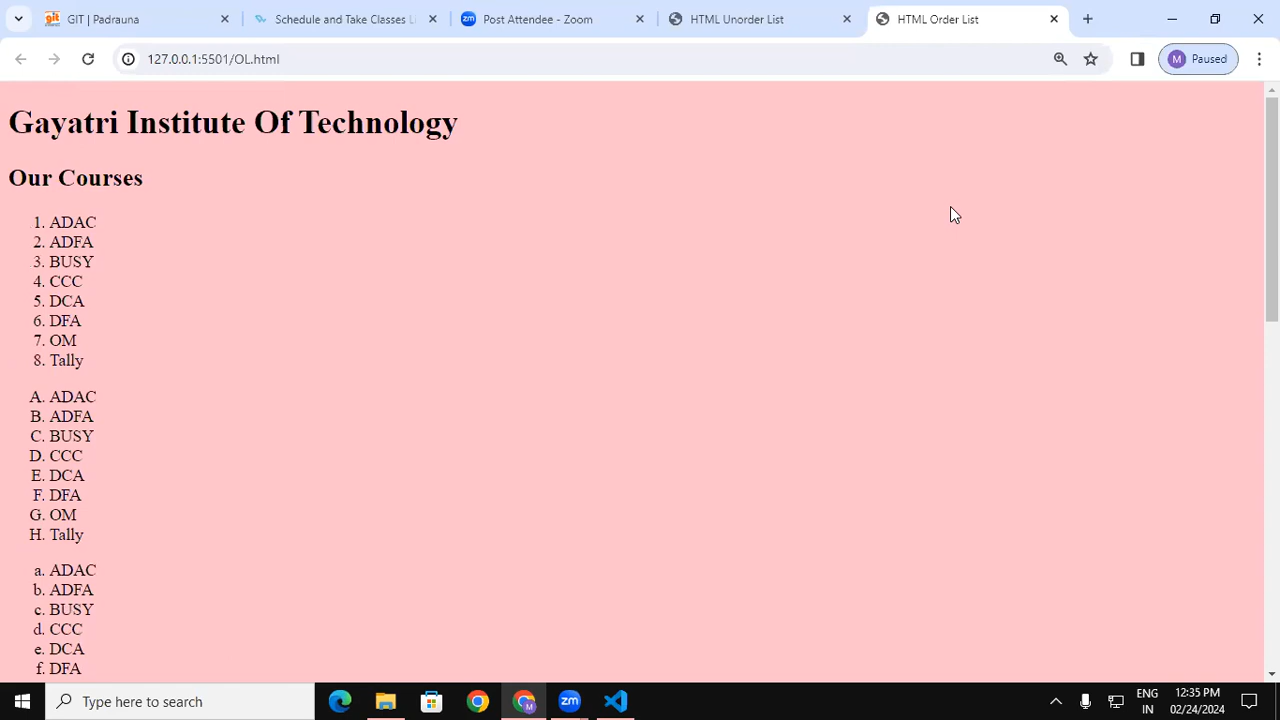 GIT | Padrauna
Schedule and Take Classes Li
zm Post Attendee - Zoom
HTML Unorder List
HTML Order List
127.0.0.1:5501/OL.html
M Paused
Gayatri Institute Of Technology
Our Courses
1. ADAC
2. ADFA
3. BUSY
4. CCC
5. DCA
6. DFA
7. OM
8. Tally
A. ADAC
B. ADFA
C. BUSY
D. CCC
E. DCA
F. DFA
G. OM
H. Tally
a. ADAC
b. ADFA
c. BUSY
d. CCC
e. DCA
f. DFA
Type here to search
M
zm
ENG
IN
12:35 PM
02/24/2024